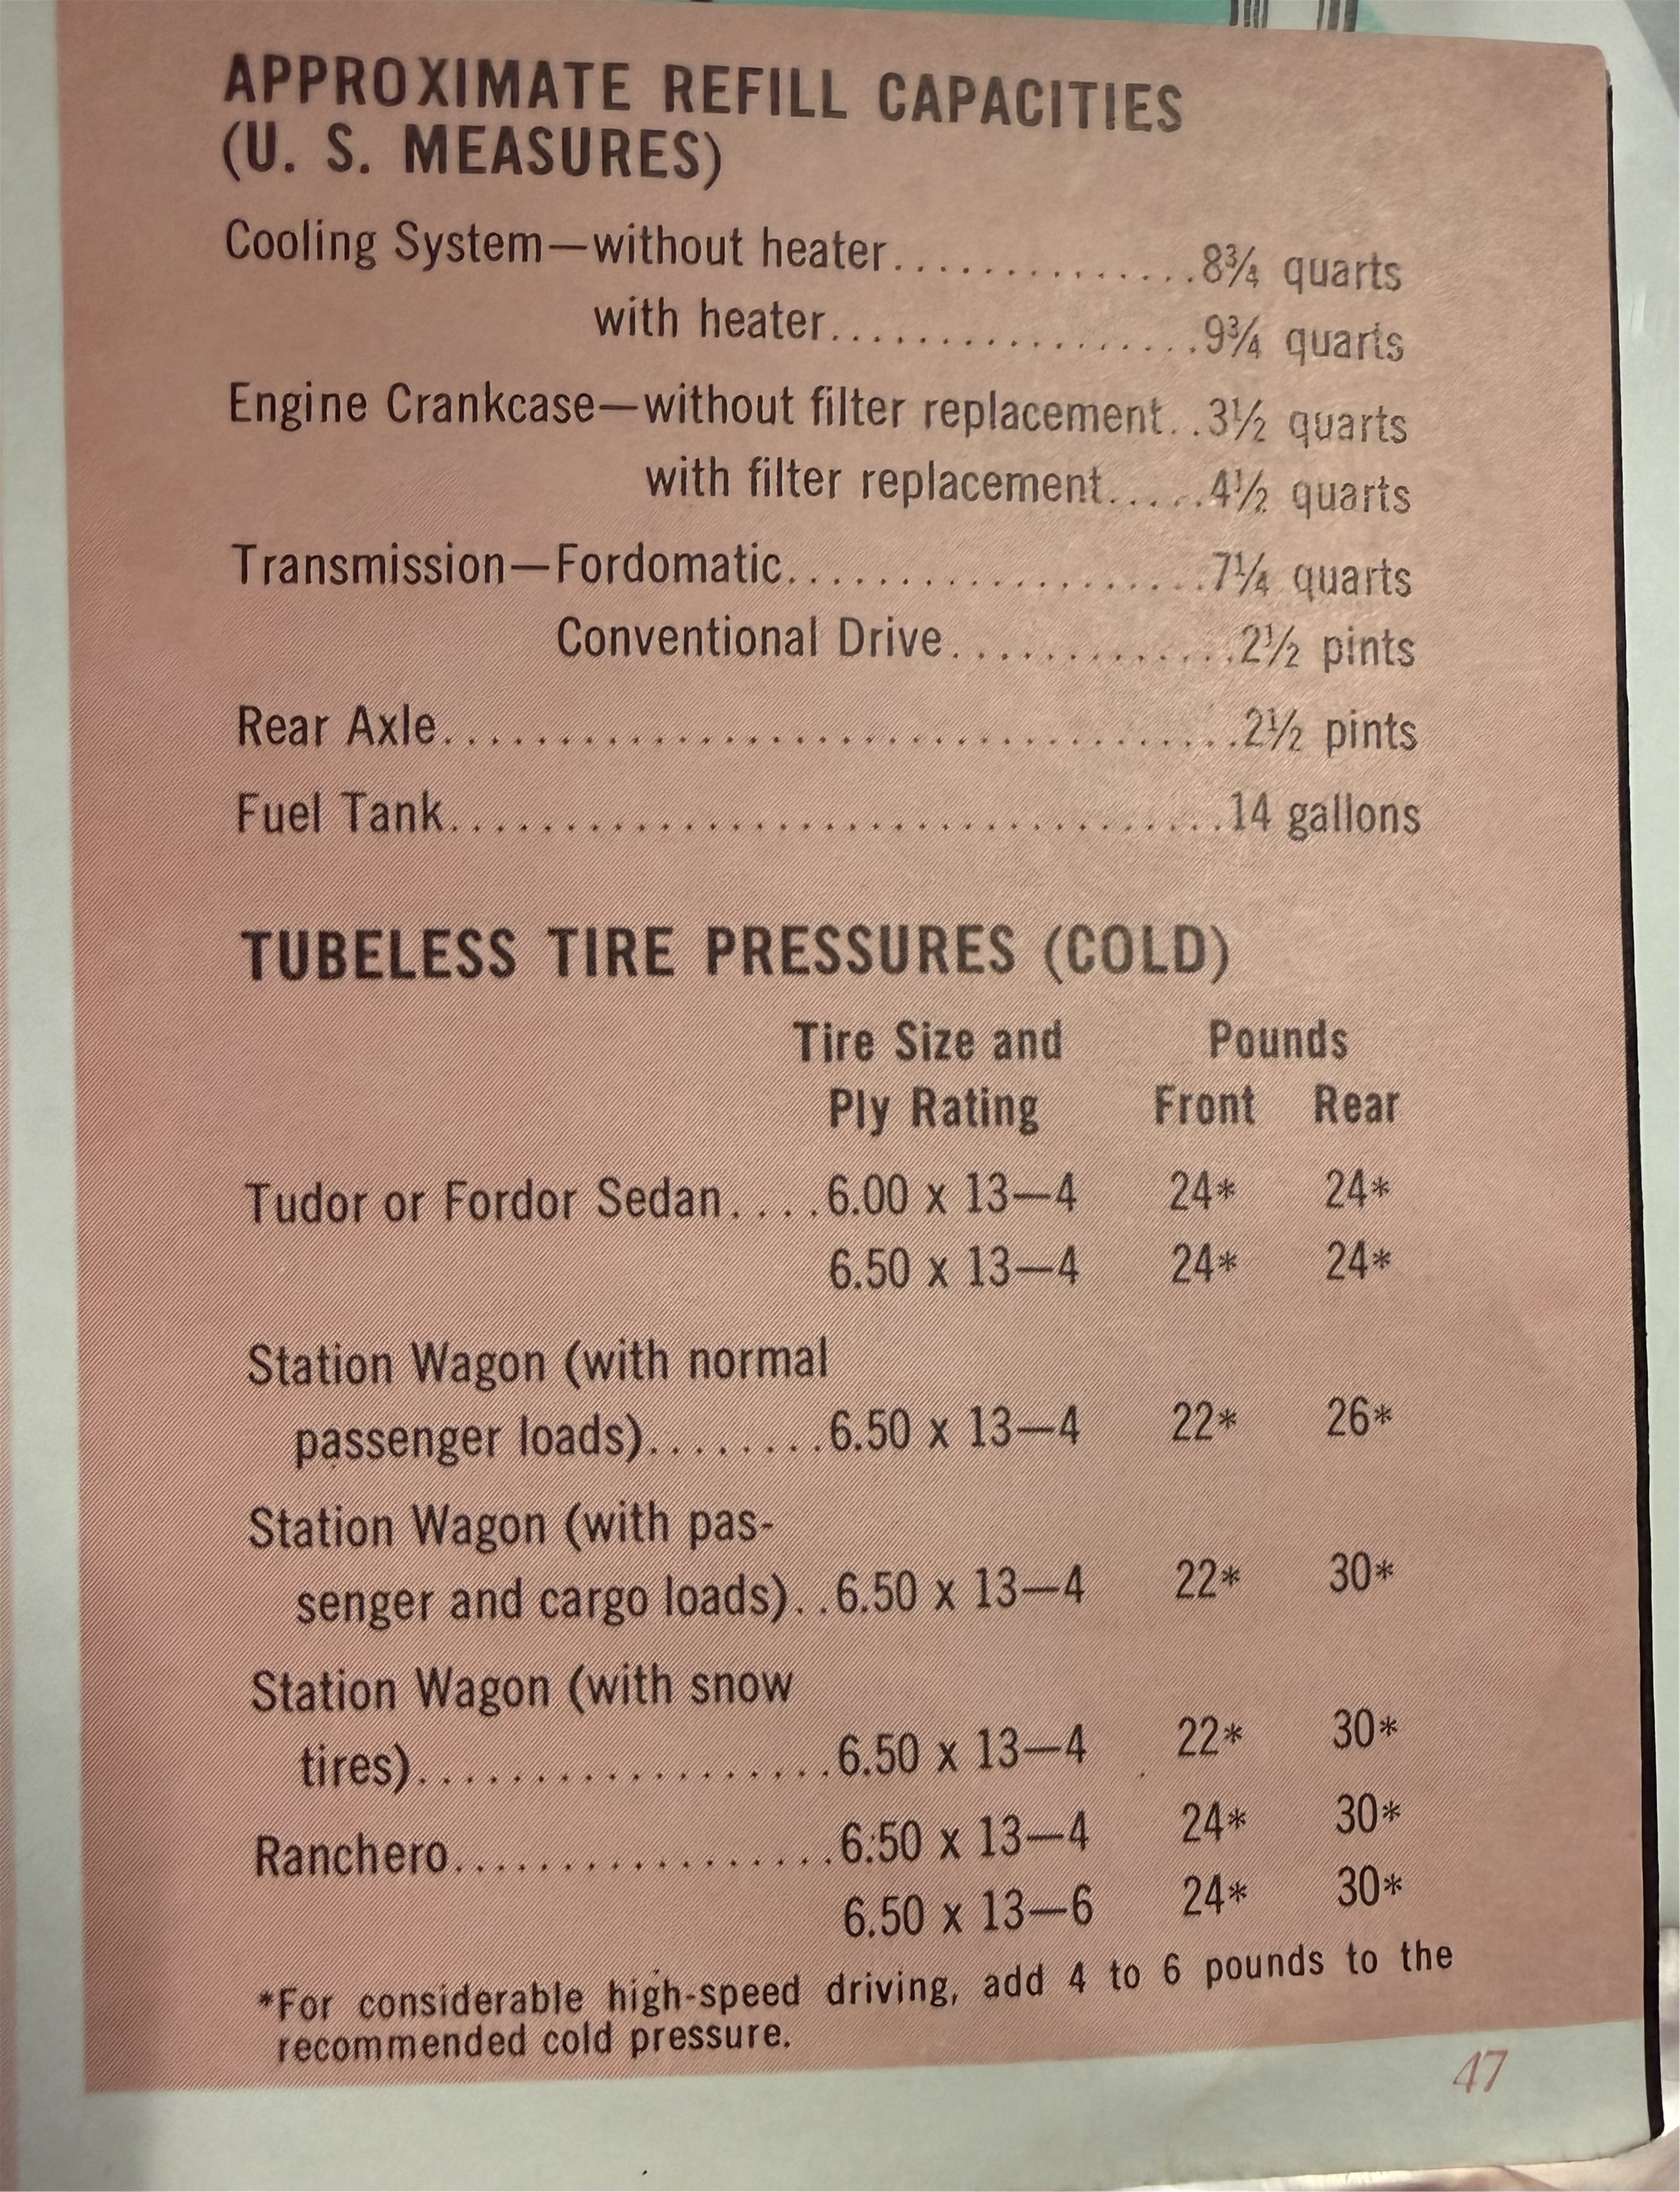 APPROXIMATE REFILL CAPACITIES
(U. S. MEASURES)
Cooling System—without heater..............8¾ quarts
with heater.................9¾ quarts
Engine Crankcase—without filter replacement..3½ quarts
with filter replacement.....4½ quarts
Transmission—Fordomatic...................7¼ quarts
Conventional Drive.............2½ pints
Rear Axle..................................2½ pints
Fuel Tank..................................14 gallons
TUBELESS TIRE PRESSURES (COLD)
Tire Size and Pounds
Ply Rating Front Rear
Tudor or Fordor Sedan....6.00 x 13—4 24* 24*
6.50 x 13—4 24* 24*
Station Wagon (with normal
passenger loads)........6.50 x 13—4 22* 26*
Station Wagon (with pas-
senger and cargo loads)..6.50 x 13—4 22* 30*
Station Wagon (with snow
tires)..................6.50 x 13—4 22* 30*
Ranchero.................6.50 x 13—4 24* 30*
6.50 x 13—6 24* 30*
*For considerable high-speed driving, add 4 to 6 pounds to the
recommended cold pressure.
47